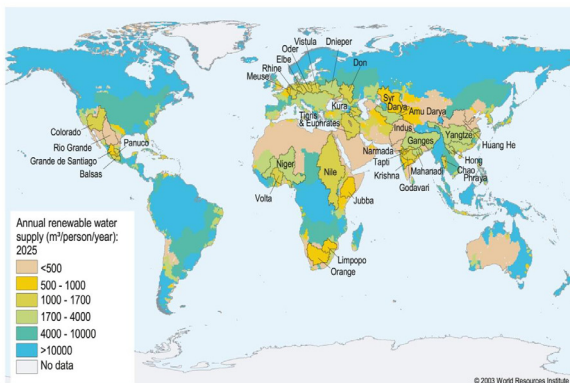 Vistula
Oder
Dnieper
Elbe
Rhine
Don
Meuse
Kura
Syr
Darya
Amu Darya
Tigris
& Euphrates
Indus
Yangtze
Ganges
Huang He
Colorado
Rio Grande
Panuco
Grande de Santiago
Balsas
Narmada
Tapti
Krishna
Mahanadi
Godavari
Hong
Chao
Phraya
Niger
Nile
Volta
Jubba
Limpopo
Orange
Annual renewable water
supply (m³/person/year):
2025
<500
500 - 1000
1000 - 1700
1700 - 4000
4000 - 10000
>10000
No data
© 2003 World Resources Institute